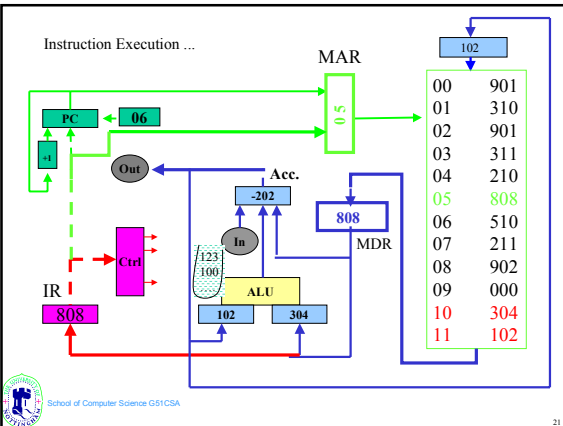 Instruction Execution ...
MAR
102
PC
06
05
+1
Out
Acc.
-202
In
123
100
ALU
102
304
808
MDR
Ctrl
IR
808
00 901
01 310
02 901
03 311
04 210
05 808
06 510
07 211
08 902
09 000
10 304
11 102
NOTTINGHAM
School of Computer Science G51CSA
21